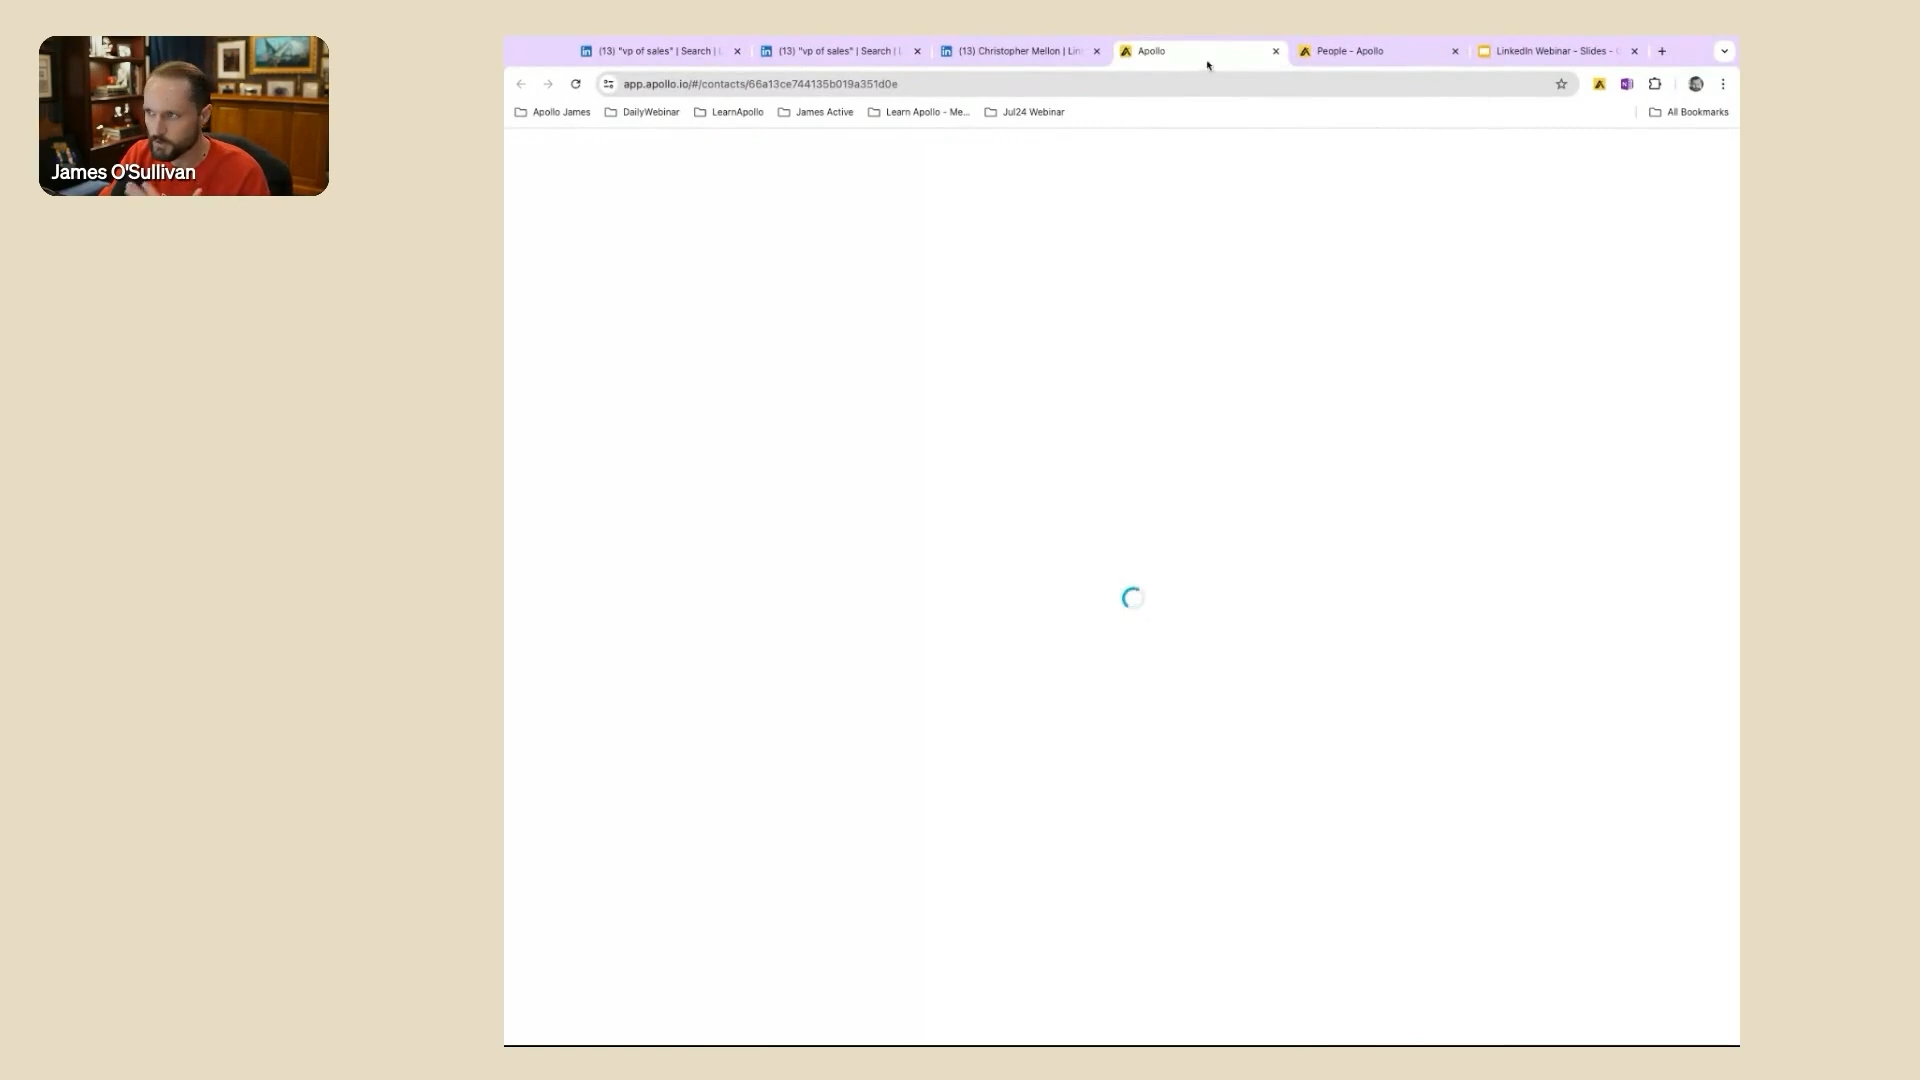 (13) "vp of sales" | Search |
(13) "vp of sales" | Search |
(13) Christopher Mellon | Lin
Apollo
People - Apollo
LinkedIn Webinar - Slides -
app.apollo.io/#/contacts/66a13ce744135b019a351d0e
Apollo James
DailyWebinar
LearnApollo
James Active
Learn Apollo - Me...
Jul24 Webinar
All Bookmarks
James O'Sullivan